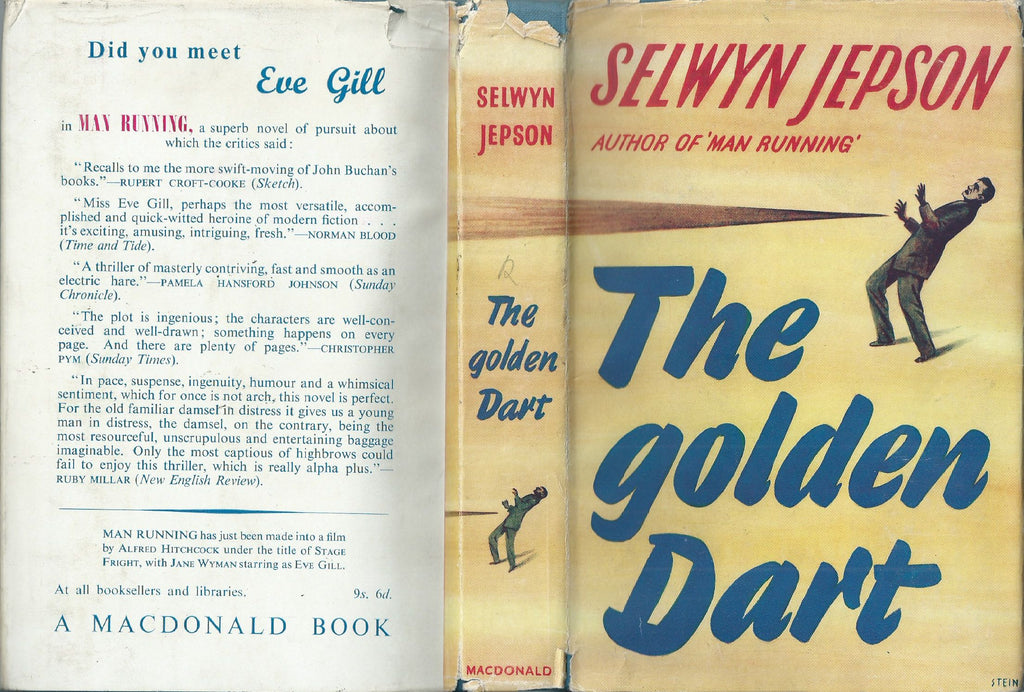 Did you meet
Eve Gill
in MAN RUNNING, a superb novel of pursuit about
which the critics said:
"Recalls to me the more swift-moving of John Buchan's
books."—RUPERT CROFT-COOKE (Sketch).
"Miss Eve Gill, perhaps the most versatile, accom-
plished and quick-witted heroine of modern fiction . . . .
it's exciting, amusing, intriguing, fresh."—NORMAN BLOOD
(Time and Tide).
"A thriller of masterly contriving, fast and smooth as an
electric hare."—PAMELA HANSFORD JOHNSON (Sunday
Chronicle).
"The plot is ingenious; the characters are well-con-
ceived and well-drawn; something happens on every
page. And there are plenty of pages."—CHRISTOPHER
PYM (Sunday Times).
"In pace, suspense, ingenuity, humour and a whimsical
sentiment, which for once is not arch, this novel is perfect.
For the old familiar damsel in distress it gives us a young
man in distress, the damsel, on the contrary, being the
most resourceful, unscrupulous and entertaining baggage
imaginable. Only the most captious of highbrows could
fail to enjoy this thriller, which is really alpha plus."—
RUBY MILLAR (New English Review).
MAN RUNNING has just been made into a film
by ALFRED HITCHCOCK under the title of STAGE
FRIGHT, with JANE WYMAN starring as EVE GILL.
At all booksellers and libraries. 9s. 6d.
A MACDONALD BOOK
SELWYN
JEPSON
The
golden
Dart
MACDONALD
SELWYN JEPSON
AUTHOR OF 'MAN RUNNING'
The
golden
Dart
STEIN